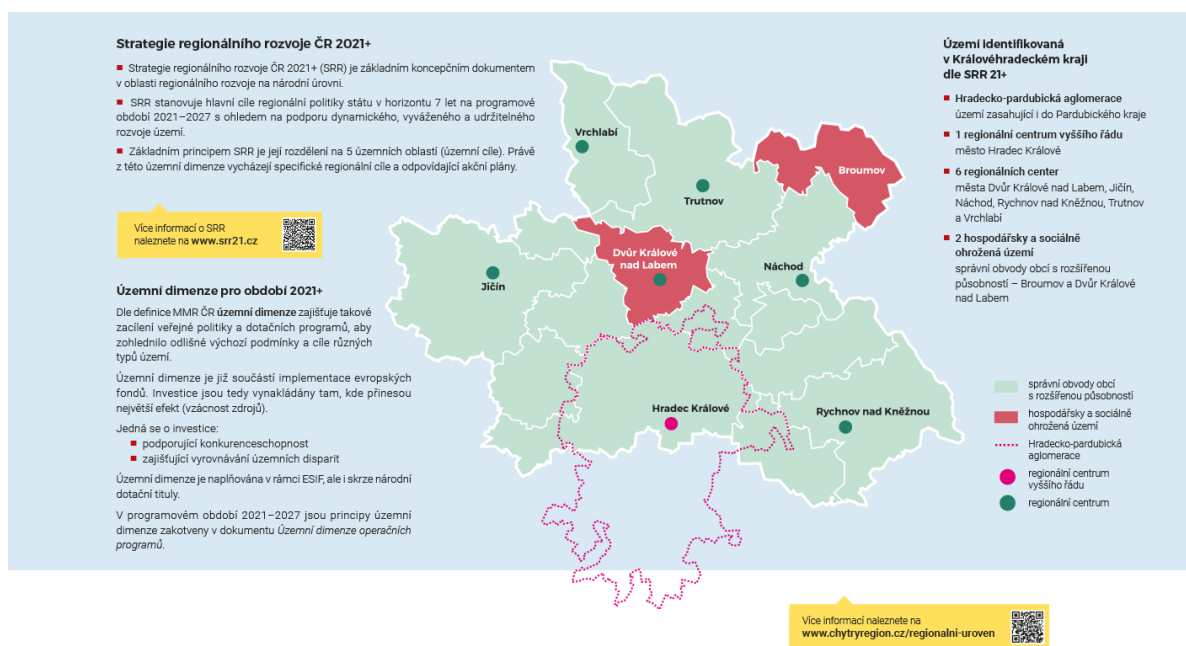 Strategie regionálního rozvoje ČR 2021+
Strategie regionálního rozvoje ČR 2021+ (SRR) je základním koncepčním dokumentem
v oblasti regionálního rozvoje na národní úrovni.
SRR stanovuje hlavní cíle regionální politiky státu v horizontu 7 let na programové
období 2021–2027 s ohledem na podporu dynamického, vyváženého a udržitelného
rozvoje území.
Základním principem SRR je její rozdělení na 5 územních oblastí (územní cíle). Právě
z této územní dimenze vycházejí specifické regionální cíle a odpovídající akční plány.
Více informací o SRR
naleznete na www.srr21.cz
Územní dimenze pro období 2021+
Dle definice MMR ČR územní dimenze zajišťuje takové
zacílení veřejné politiky a dotačních programů, aby
zohlednilo odlišné výchozí podmínky a cíle různých
typů území.
Územní dimenze je již součástí implementace evropských
fondů. Investice jsou tedy vynakládány tam, kde přinesou
největší efekt (vzácnost zdrojů).
Jedná se o investice:
podporující konkurenceschopnost
zajišťující vyrovnávání územních disparit
Územní dimenze je naplňována v rámci ESIF, ale i skrze národní
dotační tituly.
V programovém období 2021–2027 jsou principy územní
dimenze zakotveny v dokumentu Územní dimenze operačních
programů.
Vrchlabí
Trutnov
Broumov
Dvůr Králové
nad Labem
Náchod
Jičín
Hradec Králové
Rychnov nad Kněžnou
Území identifikovaná
v Královéhradeckém kraji
dle SRR 21+
Hradecko-pardubická aglomerace
území zasahující i do Pardubického kraje
1 regionální centrum vyššího řádu
město Hradec Králové
6 regionálních center
města Dvůr Králové nad Labem, Jičín,
Náchod, Rychnov nad Kněžnou, Trutnov
a Vrchlabí
2 hospodářsky a sociálně
ohrožená území
správní obvody obcí s rozšířenou
působností – Broumov a Dvůr Králové
nad Labem
správní obvody obcí
s rozšířenou působností
hospodářsky a sociálně
ohrožená území
Hradecko-pardubická
aglomerace
regionální centrum
vyššího řádu
regionální centrum
Více informací naleznete na
www.chytryregion.cz/regionalni-uroven